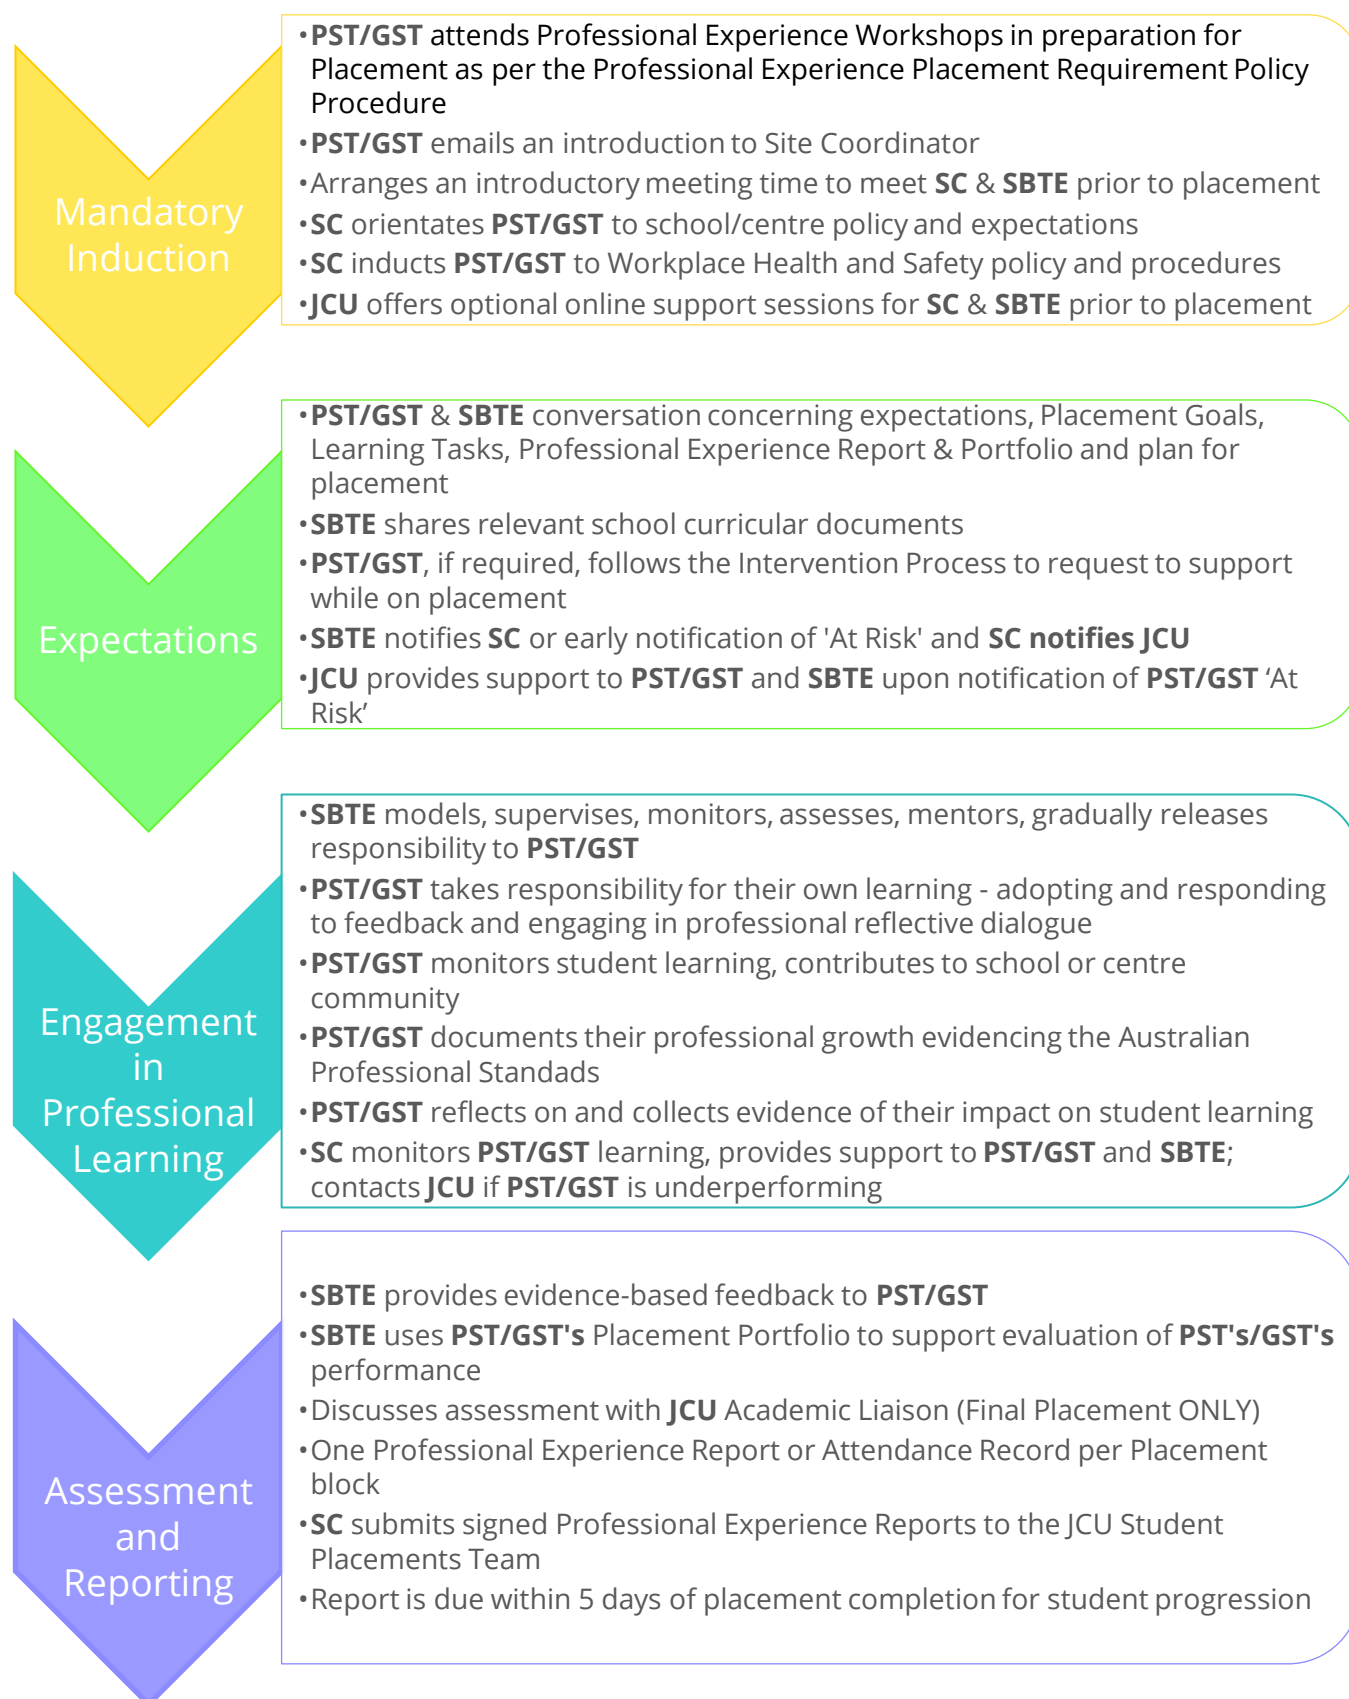 •PST/GST attends Professional Experience Workshops in preparation for
Placement as per the Professional Experience Placement Requirement Policy
Procedure
•PST/GST emails an introduction to Site Coordinator
•Arranges an introductory meeting time to meet SC & SBTE prior to placement
•SC orientates PST/GST to school/centre policy and expectations
•SC inducts PST/GST to Workplace Health and Safety policy and procedures
•JCU offers optional online support sessions for SC & SBTE prior to placement
Mandatory
Induction
•PST/GST & SBTE conversation concerning expectations, Placement Goals,
Learning Tasks, Professional Experience Report & Portfolio and plan for
placement
•SBTE shares relevant school curricular documents
•PST/GST, if required, follows the Intervention Process to request to support
while on placement
•SBTE notifies SC or early notification of 'At Risk' and SC notifies JCU
•JCU provides support to PST/GST and SBTE upon notification of PST/GST ‘At
Risk’
Expectations
•SBTE models, supervises, monitors, assesses, mentors, gradually releases
responsibility to PST/GST
•PST/GST takes responsibility for their own learning - adopting and responding
to feedback and engaging in professional reflective dialogue
•PST/GST monitors student learning, contributes to school or centre
community
•PST/GST documents their professional growth evidencing the Australian
Professional Standads
•PST/GST reflects on and collects evidence of their impact on student learning
•SC monitors PST/GST learning, provides support to PST/GST and SBTE;
contacts JCU if PST/GST is underperforming
Engagement
in
Professional
Learning
•SBTE provides evidence-based feedback to PST/GST
•SBTE uses PST/GST's Placement Portfolio to support evaluation of PST's/GST's
performance
•Discusses assessment with JCU Academic Liaison (Final Placement ONLY)
•One Professional Experience Report or Attendance Record per Placement
block
•SC submits signed Professional Experience Reports to the JCU Student
Placements Team
•Report is due within 5 days of placement completion for student progression
Assessment
and
Reporting